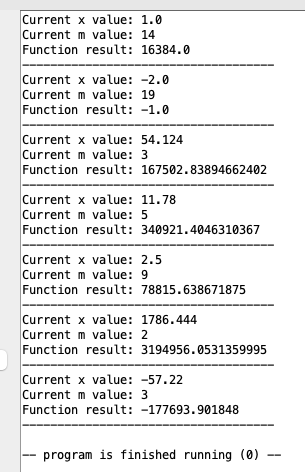 Current x value: 1.0
Current m value: 14
Function result: 16384.0
-----------------------------------
Current x value: -2.0
Current m value: 19
Function result: -1.0
-----------------------------------
Current x value: 54.124
Current m value: 3
Function result: 167502.83894662402
-----------------------------------
Current x value: 11.78
Current m value: 5
Function result: 340921.4046310367
-----------------------------------
Current x value: 2.5
Current m value: 9
Function result: 78815.638671875
-----------------------------------
Current x value: 1786.444
Current m value: 2
Function result: 3194956.0531359995
-----------------------------------
Current x value: -57.22
Current m value: 3
Function result: -177693.901848
-----------------------------------
-- program is finished running (0) --